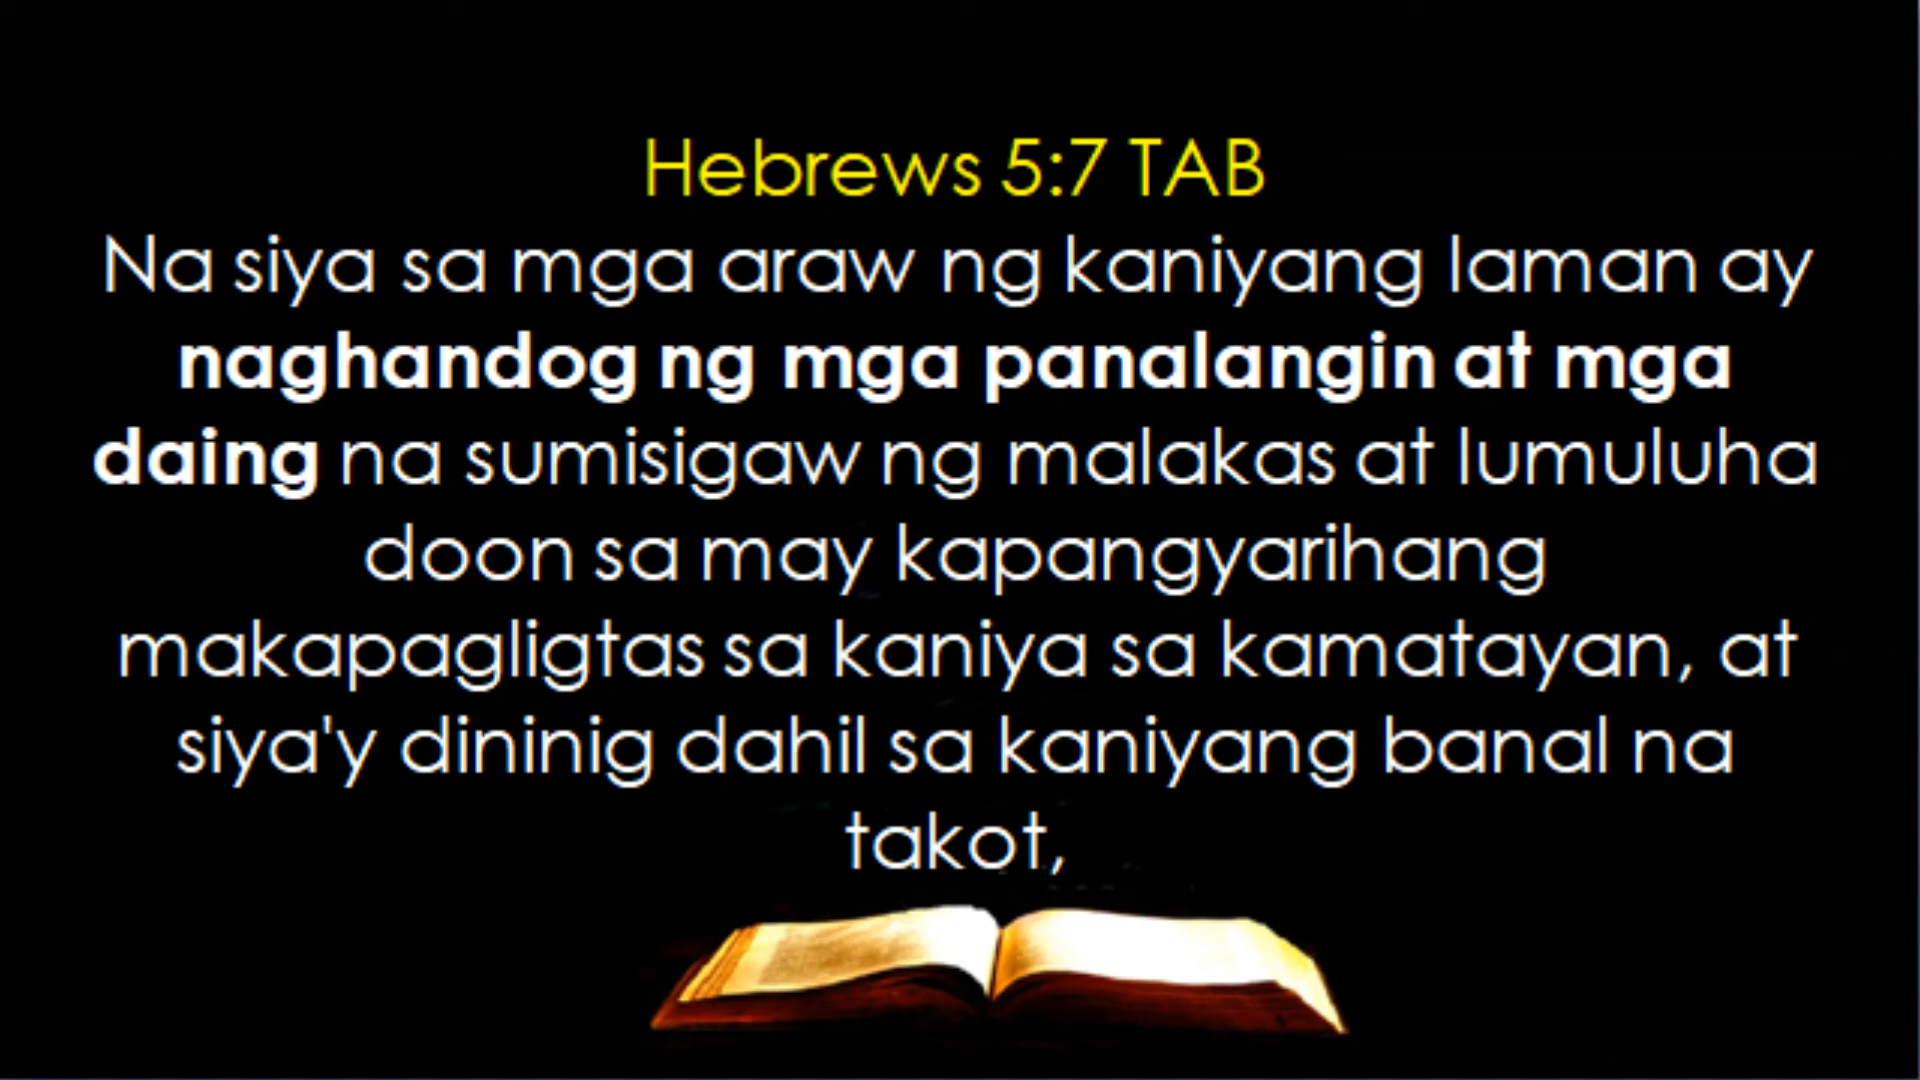 Hebrews 5:7 TAB
Na siya sa mga araw ng kaniyang laman ay
naghandog ng mga panalangin at mga
daing na sumisigaw ng malakas at lumuluha
doon sa may kapangyarihang
makapagligtas sa kaniya sa kamatayan, at
siya'y dininig dahil sa kaniyang banal na
takot,